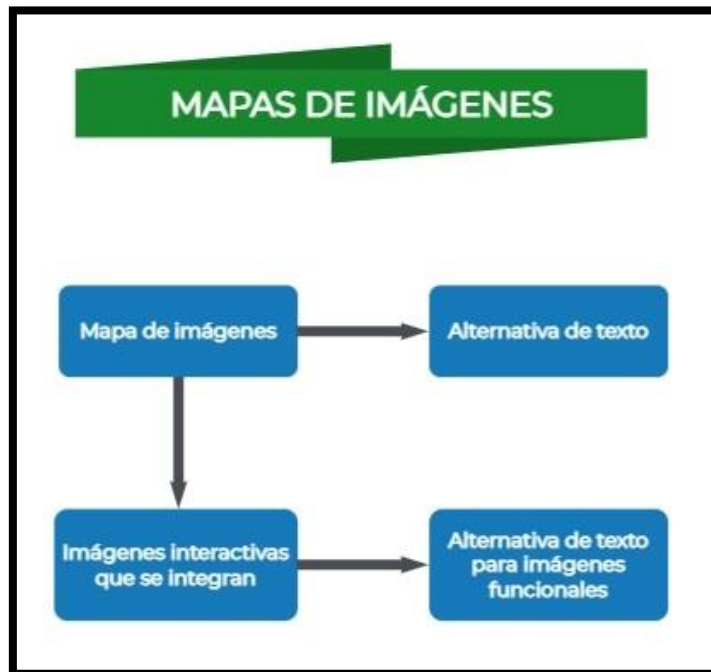 MAPAS DE IMÁGENES
Mapa de imágenes
Alternativa de texto
Imágenes interactivas
que se integran
Alternativa de texto
para imágenes
funcionales